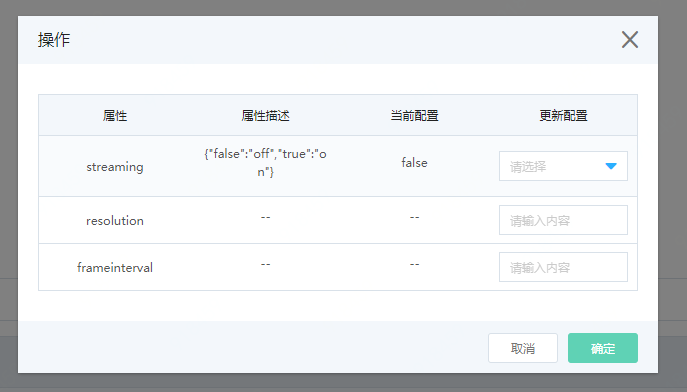 操作
属性 属性描述 当前配置 更新配置
streaming {"false":"off","true":"o
n"} false 请选择
resolution -- -- 请输入内容
frameinterval -- -- 请输入内容
取消 确定